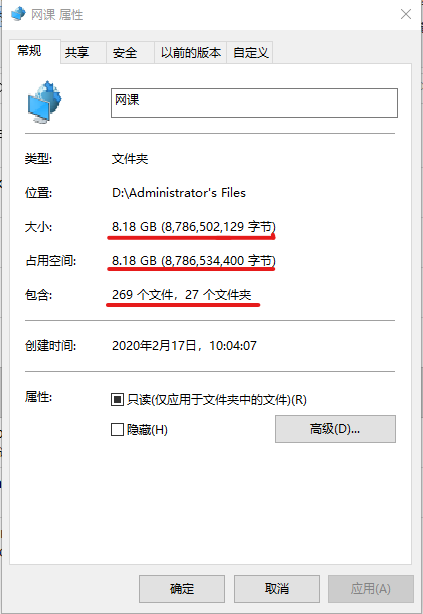 网课 属性
常规 共享 安全 以前的版本 自定义
网课
类型: 文件夹
位置: D:\Administrator's Files
大小: 8.18 GB (8,786,502,129 字节)
占用空间: 8.18 GB (8,786,534,400 字节)
包含: 269 个文件，27 个文件夹
创建时间: 2020年2月17日，10:04:07
属性: 只读(仅应用于文件夹中的文件)(R)
隐藏(H) 高级(D)...
确定 取消 应用(A)